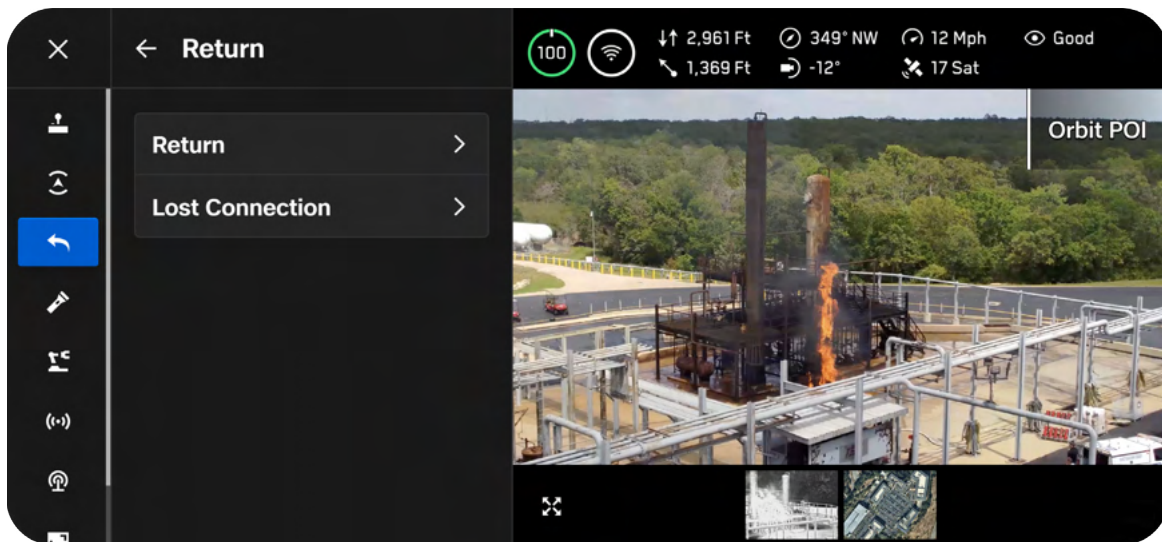 Return
Return
Lost Connection
100
2,961 Ft
349° NW
12 Mph
Good
1,369 Ft
-12°
17 Sat
Orbit POI